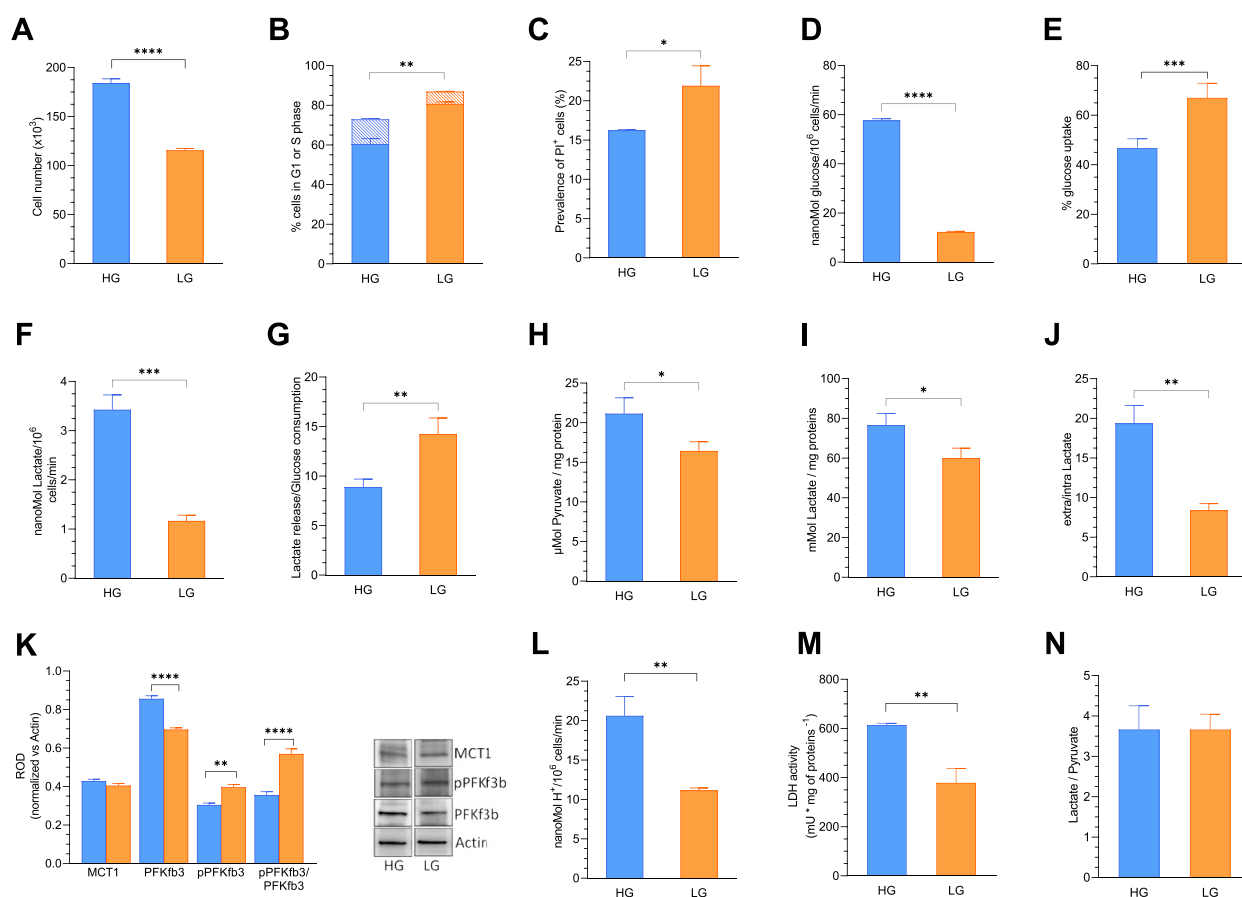 A
Cell number (x10³)
200
150
100
50
0
****
HG
LG
B
% cells in G1 or S phase
100
80
60
40
20
0
**
HG
LG
C
Prevalence of PI⁺ cells (%)
25
20
15
10
5
0
*
HG
LG
D
nanoMol glucose/10⁶ cells/min
80
60
40
20
0
****
HG
LG
E
% glucose uptake
80
60
40
20
0
***
HG
LG
F
nanoMol Lactate/10⁶
cells/min
4
3
2
1
0
***
HG
LG
G
Lactate release/Glucose consumption
20
15
10
5
0
**
HG
LG
H
µMol Pyruvate / mg protein
25
20
15
10
5
0
*
HG
LG
I
mMol Lactate / mg proteins
100
80
60
40
20
0
*
HG
LG
J
extra/intra Lactate
25
20
15
10
5
0
**
HG
LG
K
ROD
(normalized vs Actin)
1.0
0.8
0.6
0.4
0.2
0.0
****
**
****
MCT1
PFKfb3
pPFKfb3
pPFKfb3/
PFKfb3
MCT1
pPFKf3b
PFKf3b
Actin
HG
LG
L
nanoMol H⁺/10⁶ cells/min
25
20
15
10
5
0
**
HG
LG
M
LDH activity
(mU * mg of proteins ⁻¹)
800
600
400
600
0
**
HG
LG
N
Lactate / Pyruvate
5
4
3
2
1
0
HG
LG